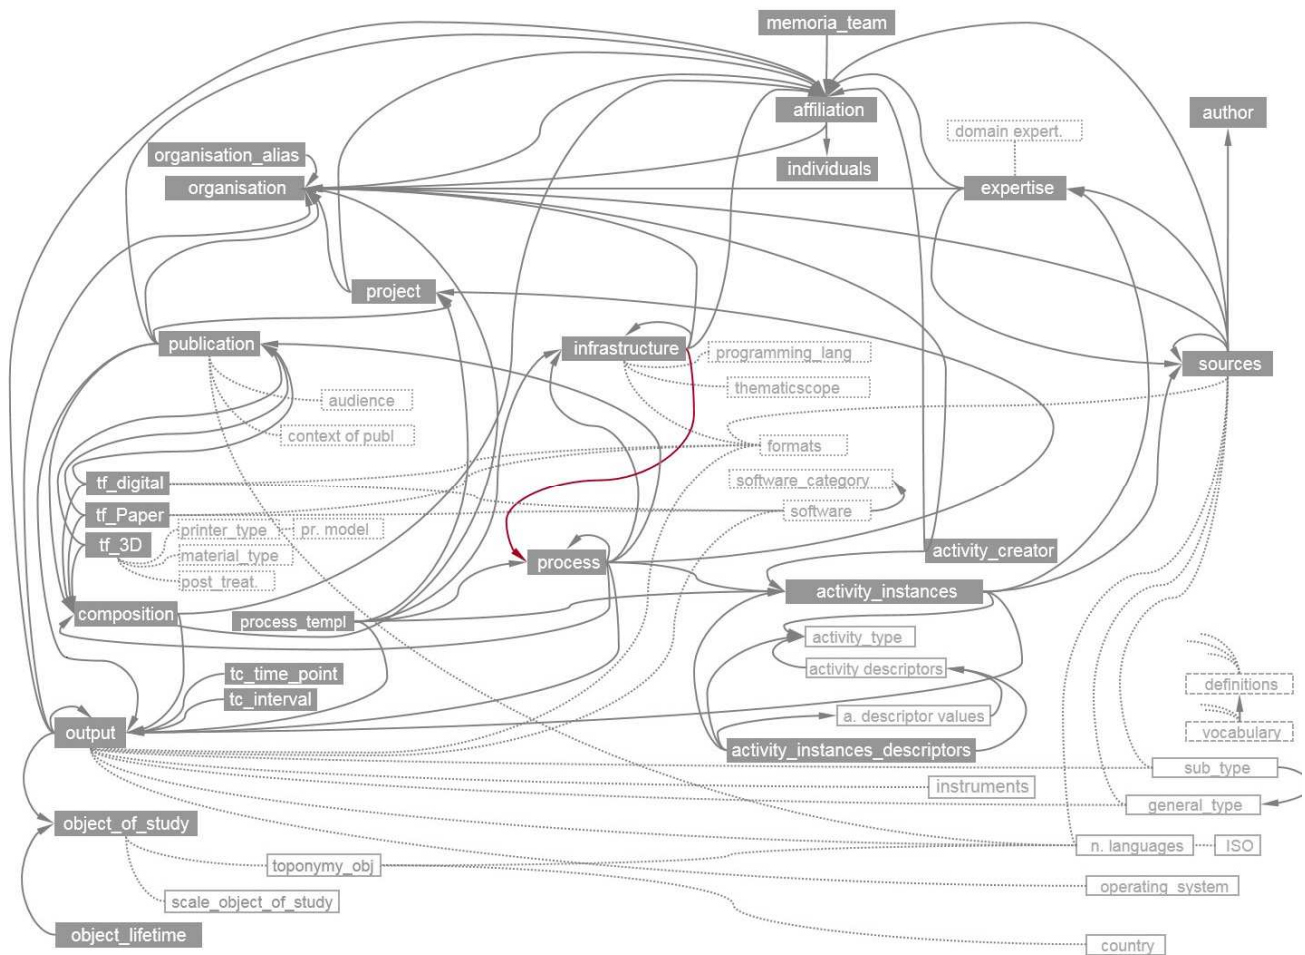 memoria_team
affiliation
author
domain expert.
organisation_alias
individuals
organisation
expertise
project
publication
infrastructure
programming_lang
sources
thematicscope
audience
context of publ
formats
tf_digital
software_category
tf_Paper
software
printer_type
pr. model
tf_3D
material_type
activity_creator
process
post_treat.
activity_instances
composition
process_templ
activity_type
tc_time_point
activity descriptors
definitions
tc_interval
a. descriptor values
output
vocabulary
activity_instances_descriptors
sub_type
instruments
general_type
object_of_study
n. languages
ISO
toponymy_obj
operating_system
scale_object_of_study
object_lifetime
country